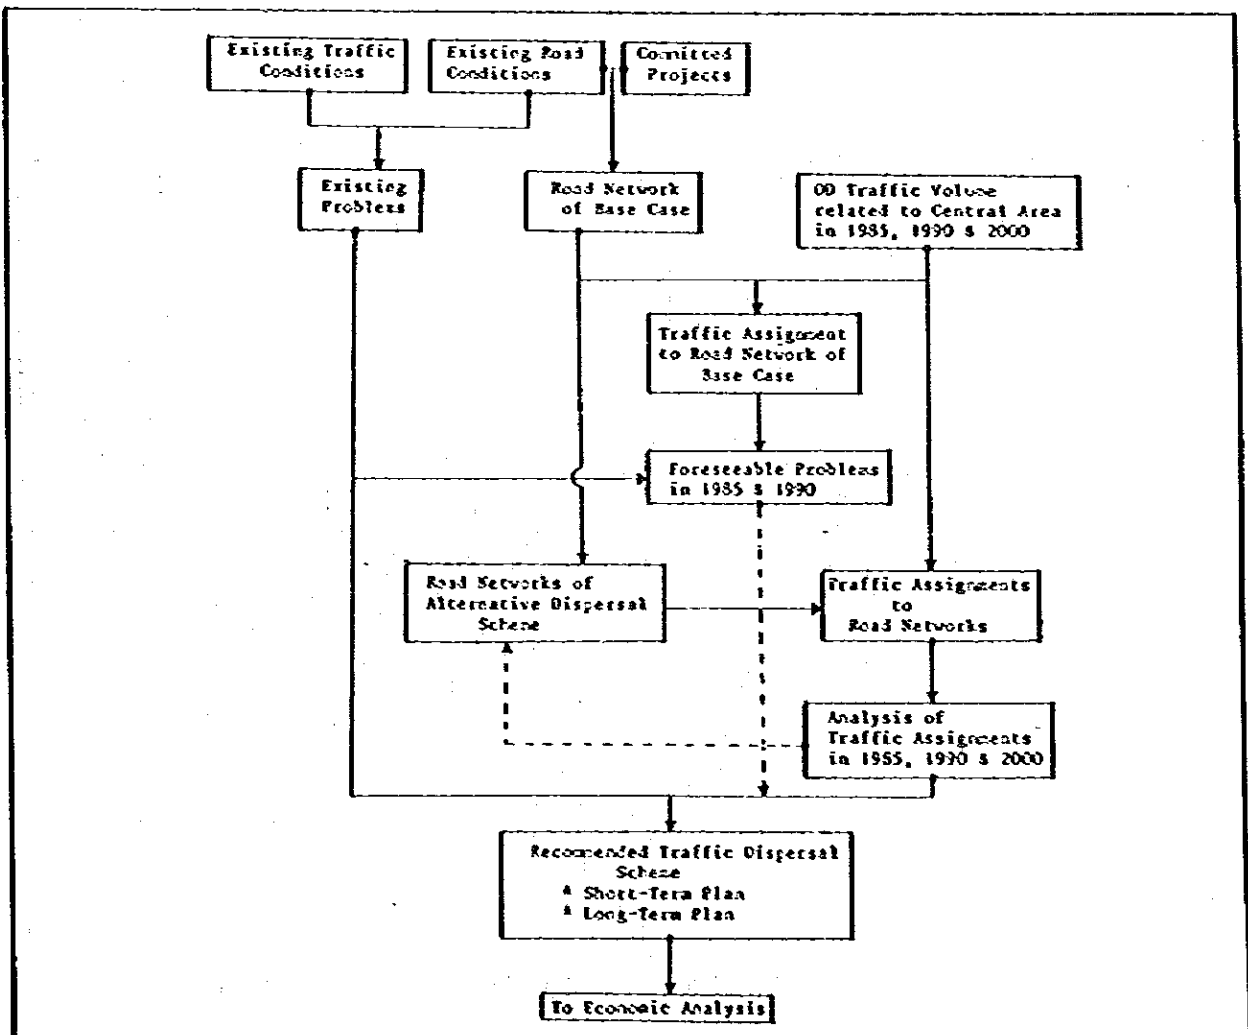 Existing Traffic
Conditions
Existing Road
Conditions
Committed
Projects
Existing
Problems
Road Network
of Base Case
OD Traffic Volume
related to Central Area
in 1985, 1990 & 2000
Traffic Assignment
to Road Network of
Base Case
Foreseeable Problems
in 1985 & 1990
Road Networks of
Alternative Dispersal
Scheme
Traffic Assignments
to
Road Networks
Analysis of
Traffic Assignments
in 1985, 1990 & 2000
Recommended Traffic Dispersal
Scheme
* Short-Term Plan
* Long-Term Plan
To Economic Analysis